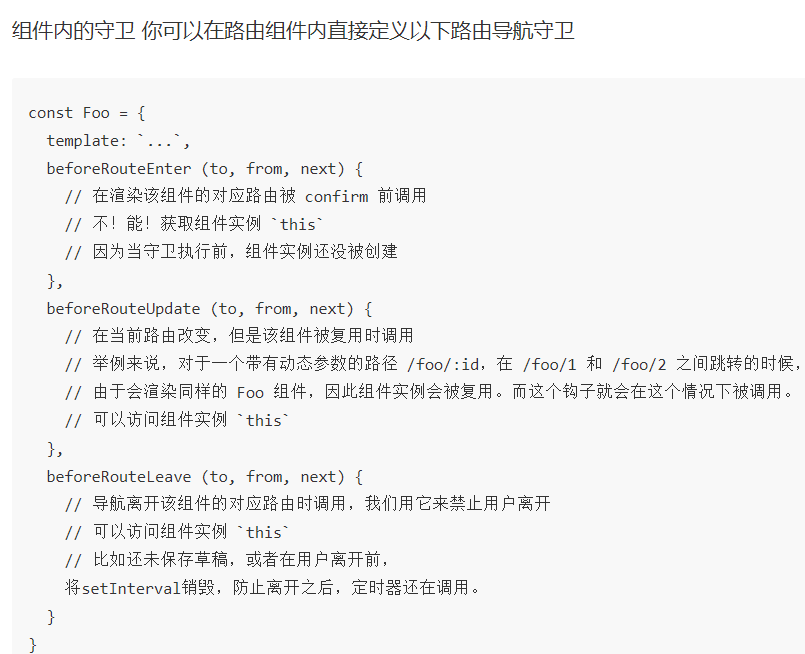 组件内的守卫 你可以在路由组件内直接定义以下路由导航守卫
const Foo = {
  template: `...`,
  beforeRouteEnter (to, from, next) {
    // 在渲染该组件的对应路由被 confirm 前调用
    // 不！能！获取组件实例 `this`
    // 因为当守卫执行前，组件实例还没被创建
  },
  beforeRouteUpdate (to, from, next) {
    // 在当前路由改变，但是该组件被复用时调用
    // 举例来说，对于一个带有动态参数的路径 /foo/:id，在 /foo/1 和 /foo/2 之间跳转的时候，
    // 由于会渲染同样的 Foo 组件，因此组件实例会被复用。而这个钩子就会在这个情况下被调用。
    // 可以访问组件实例 `this`
  },
  beforeRouteLeave (to, from, next) {
    // 导航离开该组件的对应路由时调用，我们用它来禁止用户离开
    // 可以访问组件实例 `this`
    // 比如还未保存草稿，或者在用户离开前，
    将setInterval销毁，防止离开之后，定时器还在调用。
  }
}